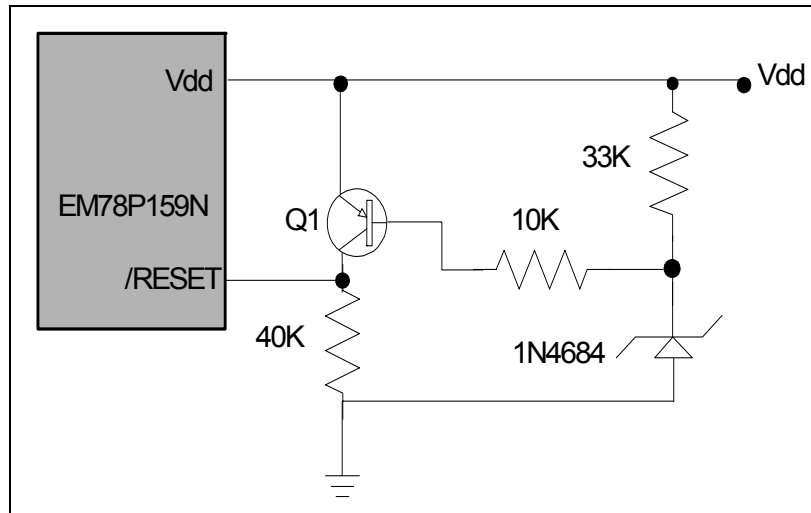 Vdd
Vdd
33K
EM78P159N
Q1
10K
/RESET
40K
1N4684